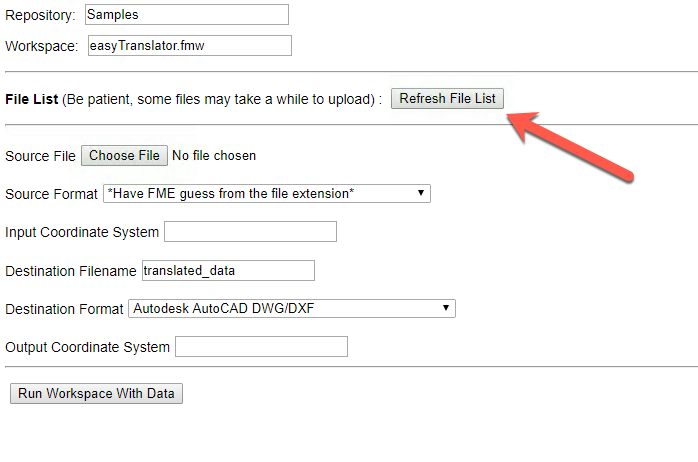 Repository: Samples
Workspace: easyTranslator.fmw
File List (Be patient, some files may take a while to upload) : Refresh File List
Source File Choose File No file chosen
Source Format *Have FME guess from the file extension*
Input Coordinate System
Destination Filename translated_data
Destination Format Autodesk AutoCAD DWG/DXF
Output Coordinate System
Run Workspace With Data